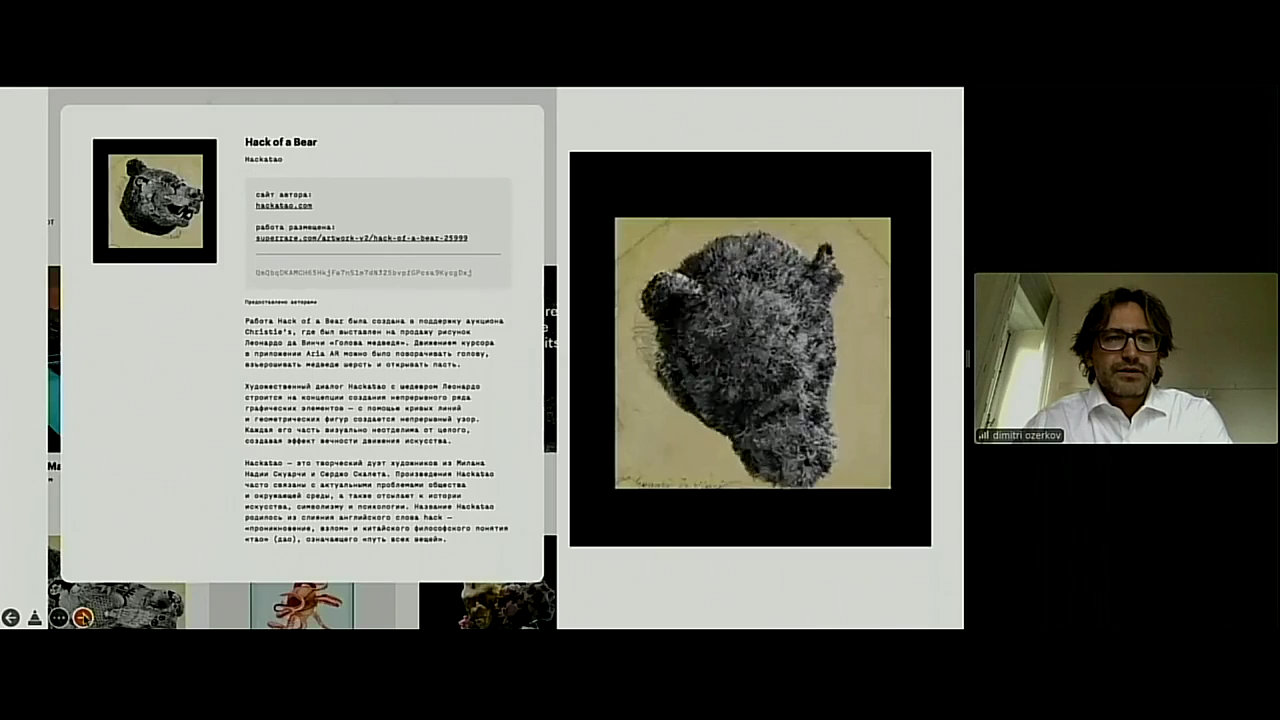 Hack of a Bear
Hackatao
сайт автора:
hackatao.com
работа размещена:
superrare.com/artwork-v2/hack-of-a-bear-25999
Предоставлено авторами
Работа Hack of a Bear была создана в поддержку аукциона
Christie's, где был выставлен на продажу рисунок
Леонардо да Винчи «Голова медведя». Движением курсора
в приложении Aria AR можно было поворачивать голову,
взъерошивать медведе шерсть и открывать пасть.
Художественный диалог Hackatao с шедевром Леонардо
строится на концепции создания непрерывного ряда
графических элементов — с помощью кривых линий
и геометрических фигур создается непрерывный узор.
Каждая его часть визуально неотделима от целого,
создавая эффект вечности движения искусства.
Hackatao — это творческий дуэт художников из Милана
Надии Скуарчи и Серджо Скалета. Произведения Hackatao
часто связаны с актуальными проблемами общества
и окружающей среды, а также отсылают к истории
искусства, символизму и психологии. Название Hackatao
родилось из слияния английского слова hack —
«проникновение, взлом» и китайского философского понятия
«тао» (дао), означающего «путь всех вещей».
dimitri ozerkov